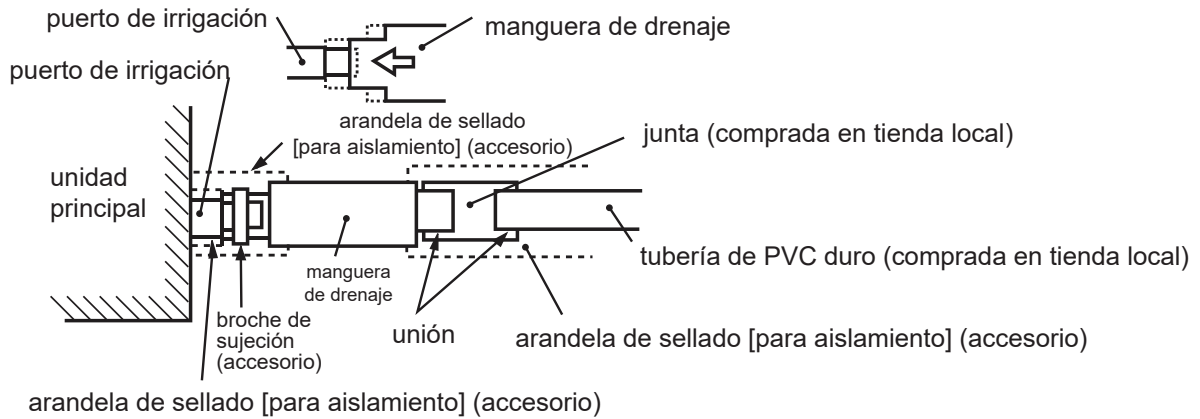 puerto de irrigación
manguera de drenaje
puerto de irrigación
arandela de sellado
[para aislamiento] (accesorio)
junta (comprada en tienda local)
unidad
principal
tubería de PVC duro (comprada en tienda local)
manguera
de drenaje
broche de
sujeción
(accesorio)
unión
arandela de sellado [para aislamiento] (accesorio)
arandela de sellado [para aislamiento] (accesorio)